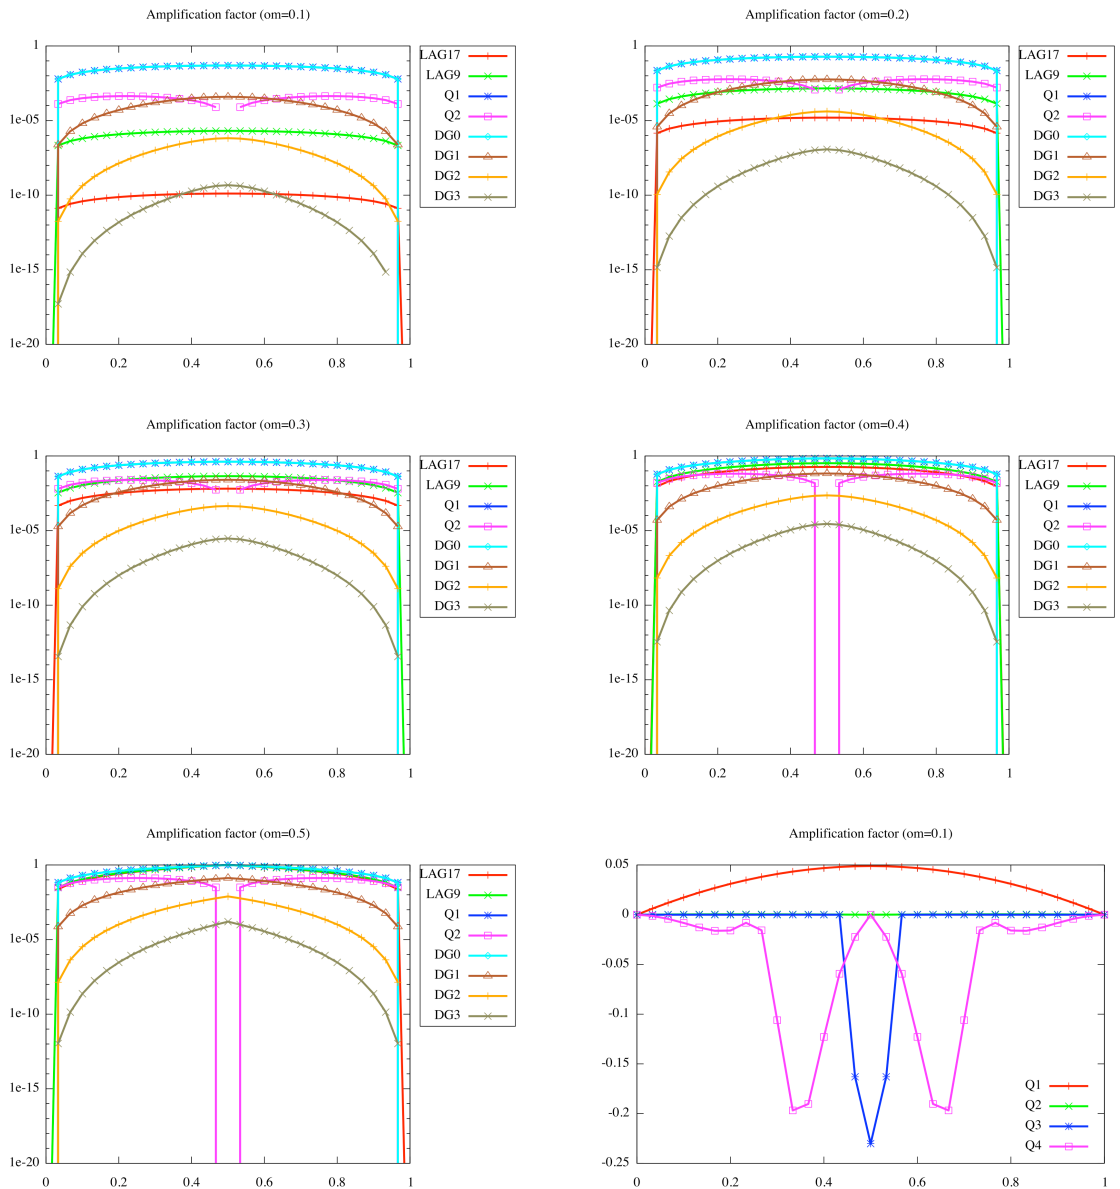 Amplification factor (om=0.1)
1
1e-05
1e-10
1e-15
1e-20
0
0.2
0.4
0.6
0.8
1
LAG17
LAG9
Q1
Q2
DG0
DG1
DG2
DG3
Amplification factor (om=0.2)
1
1e-05
1e-10
1e-15
1e-20
0
0.2
0.4
0.6
0.8
1
LAG17
LAG9
Q1
Q2
DG0
DG1
DG2
DG3
Amplification factor (om=0.3)
1
1e-05
1e-10
1e-15
1e-20
0
0.2
0.4
0.6
0.8
1
LAG17
LAG9
Q1
Q2
DG0
DG1
DG2
DG3
Amplification factor (om=0.4)
1
1e-05
1e-10
1e-15
1e-20
0
0.2
0.4
0.6
0.8
1
LAG17
LAG9
Q1
Q2
DG0
DG1
DG2
DG3
Amplification factor (om=0.5)
1
1e-05
1e-10
1e-15
1e-20
0
0.2
0.4
0.6
0.8
1
LAG17
LAG9
Q1
Q2
DG0
DG1
DG2
DG3
Amplification factor (om=0.1)
0.05
0
-0.05
-0.1
-0.15
-0.2
-0.25
0
0.2
0.4
0.6
0.8
1
Q1
Q2
Q3
Q4